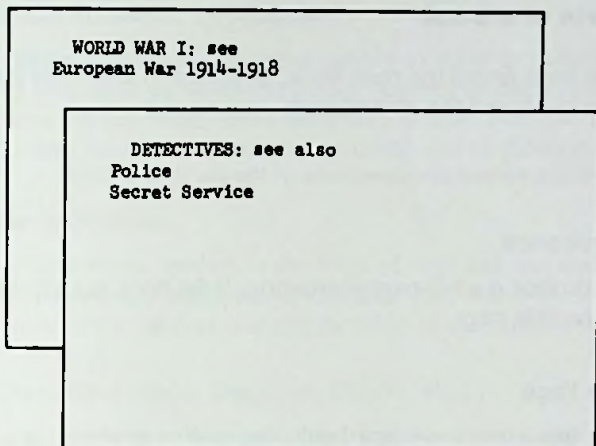 WORLD WAR I: see
European War 1914-1918
DETECTIVES: see also
Police
Secret Service